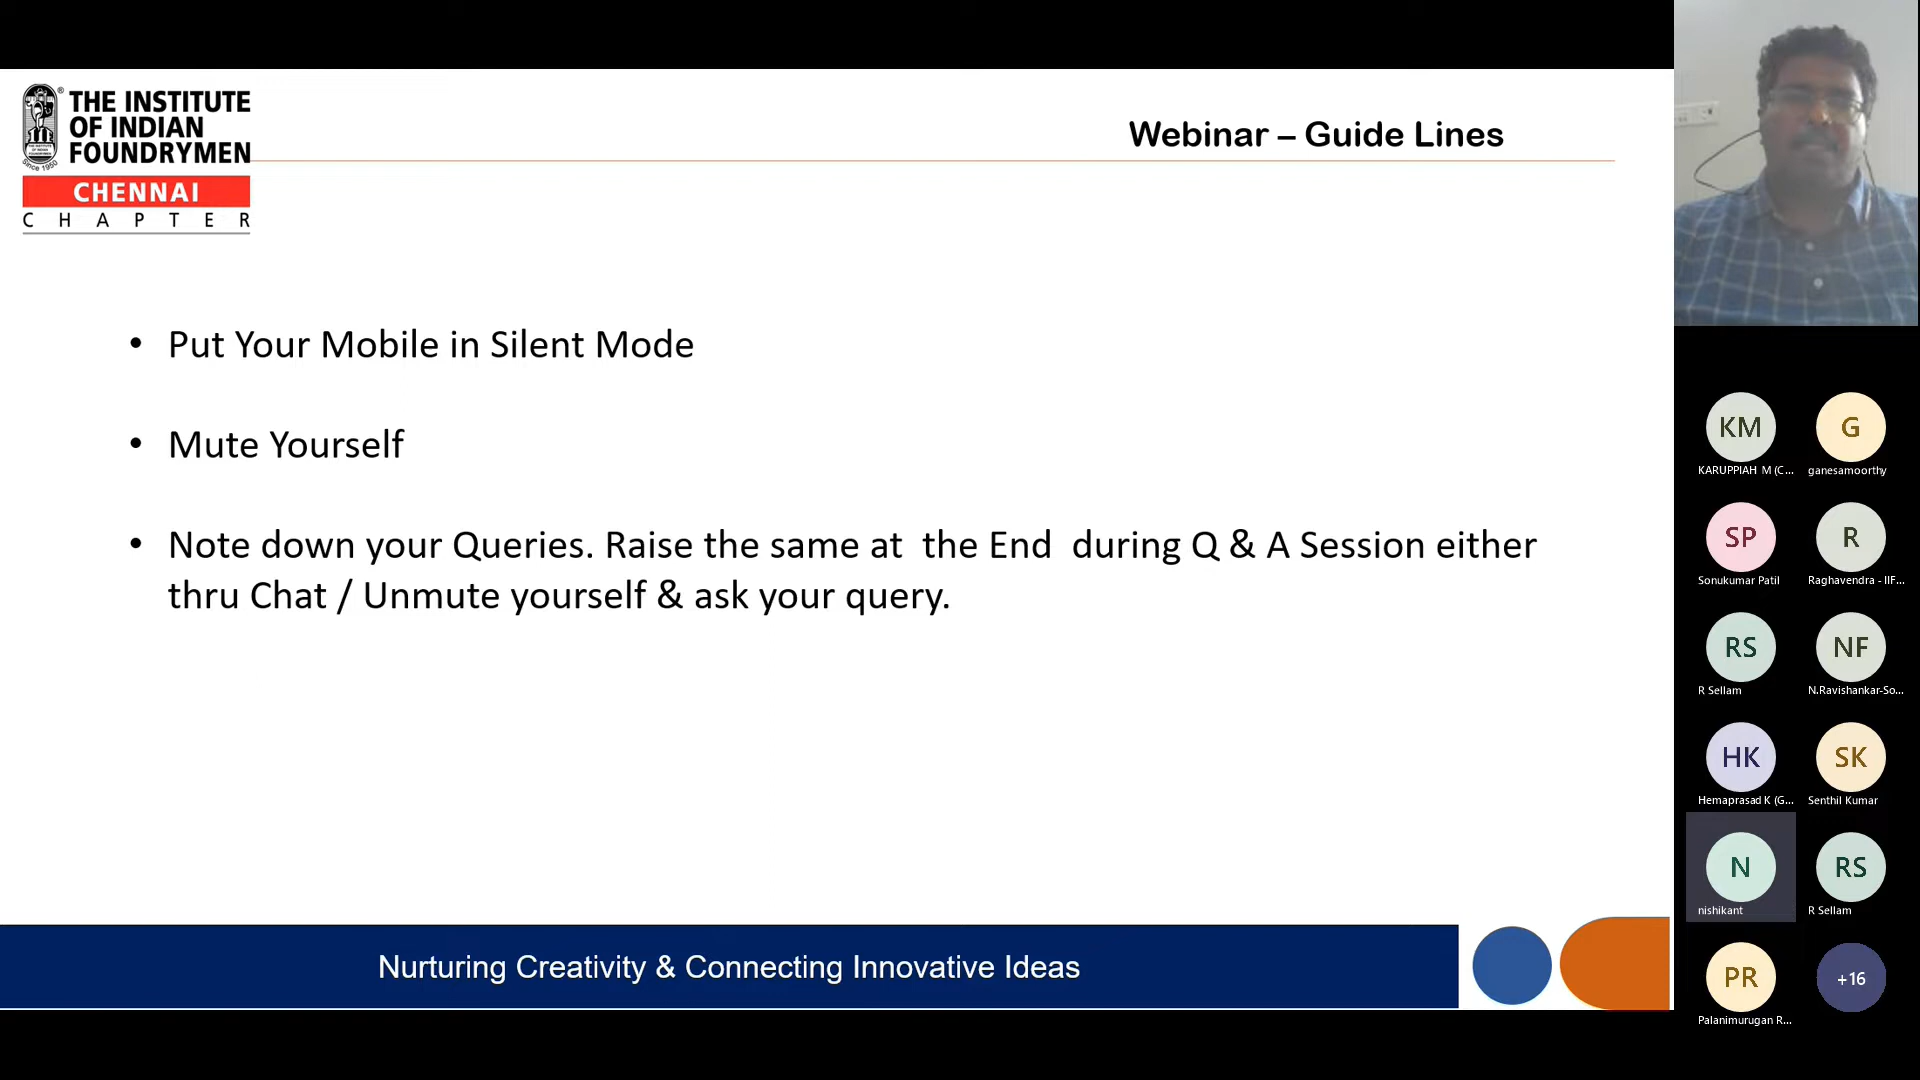 THE INSTITUTE
OF INDIAN
FOUNDRYMEN
Since 1950
CHENNAI
CHAPTER
Webinar – Guide Lines
• Put Your Mobile in Silent Mode
• Mute Yourself
• Note down your Queries. Raise the same at  the End  during Q & A Session either
thru Chat / Unmute yourself & ask your query.
Nurturing Creativity & Connecting Innovative Ideas
KM
KARUPPIAH M (C...
G
ganesamoorthy
SP
Sonukumar Patil
R
Raghavendra - IIF...
RS
R Sellam
NF
N.Ravishankar-So...
HK
Hemaprasad K (G...
SK
Senthil Kumar
N
nishikant
RS
R Sellam
PR
Palanimurugan R...
+16